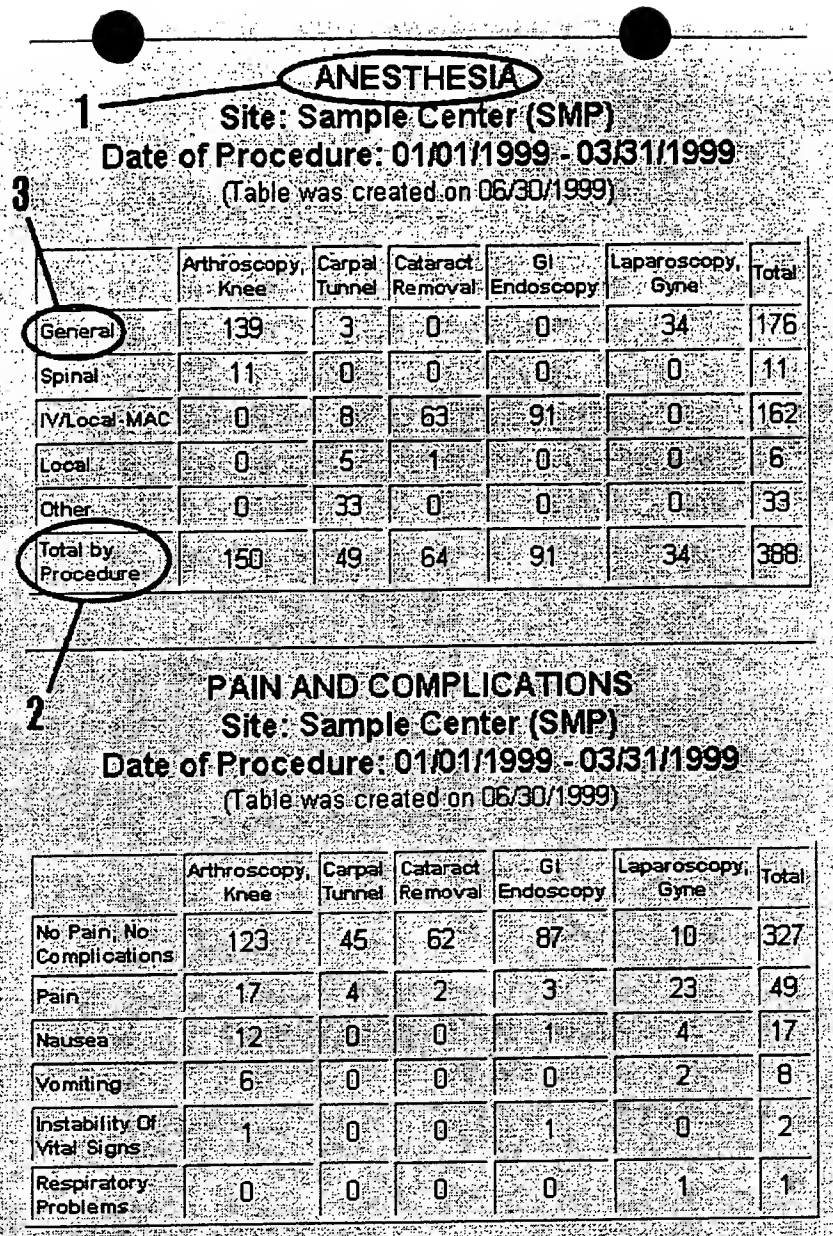 ANESTHESIA
1
Site: Sample Center (SMP)
Date of Procedure: 01/01/1999 - 03/31/1999
3
(Table was created on 06/30/1999)
Arthroscopy, Knee Carpal Tunnel Cataract Removal GI Endoscopy Laparoscopy, Gyne Total
General 139 3 0 0 34 176
Spinal 11 0 0 0 0 11
IV/Local-MAC 0 8 63 91 0 162
Local 0 5 1 0 0 6
Other 0 33 0 0 0 33
Total by Procedure 150 49 64 91 34 388
2
PAIN AND COMPLICATIONS
Site: Sample Center (SMP)
Date of Procedure: 01/01/1999 - 03/31/1999
(Table was created on 06/30/1999)
Arthroscopy, Knee Carpal Tunnel Cataract Removal GI Endoscopy Laparoscopy, Gyne Total
No Pain, No Complications 123 45 62 87 10 327
Pain 17 4 2 3 23 49
Nausea 12 0 0 1 4 17
Vomiting 6 0 0 0 2 8
Instability Of Vital Signs 1 0 0 1 0 2
Respiratory Problems 0 0 0 0 1 1